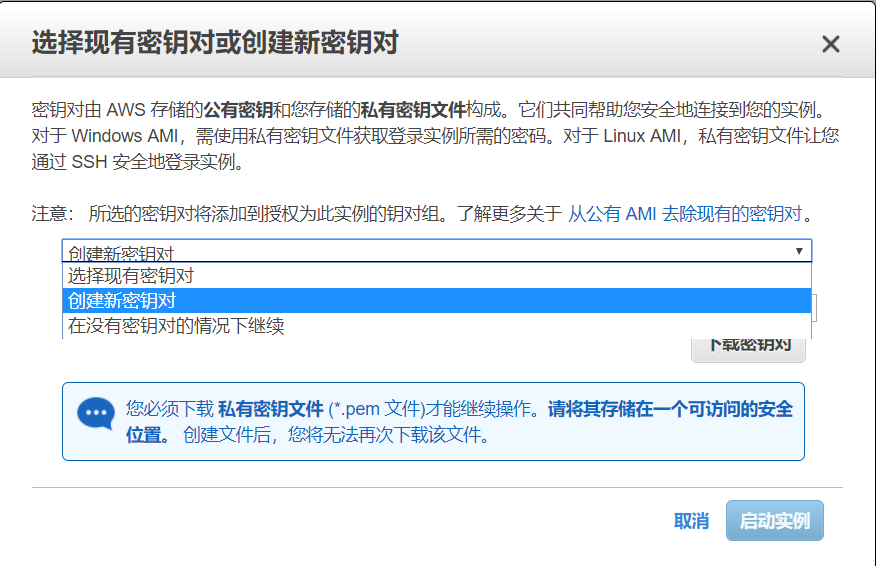 选择现有密钥对或创建新密钥对
密钥对由 AWS 存储的公有密钥和您存储的私有密钥文件构成。它们共同帮助您安全地连接到您的实例。
对于 Windows AMI，需使用私有密钥文件获取登录实例所需的密码。对于 Linux AMI，私有密钥文件让您
通过 SSH 安全地登录实例。
注意： 所选的密钥对将添加到授权为此实例的钥对组。了解更多关于 从公有 AMI 去除现有的密钥对。
创建新密钥对
选择现有密钥对
创建新密钥对
在没有密钥对的情况下继续
下载密钥对
您必须下载 私有密钥文件 (*.pem 文件)才能继续操作。请将其存储在一个可访问的安全
位置。 创建文件后，您将无法再次下载该文件。
取消
启动实例